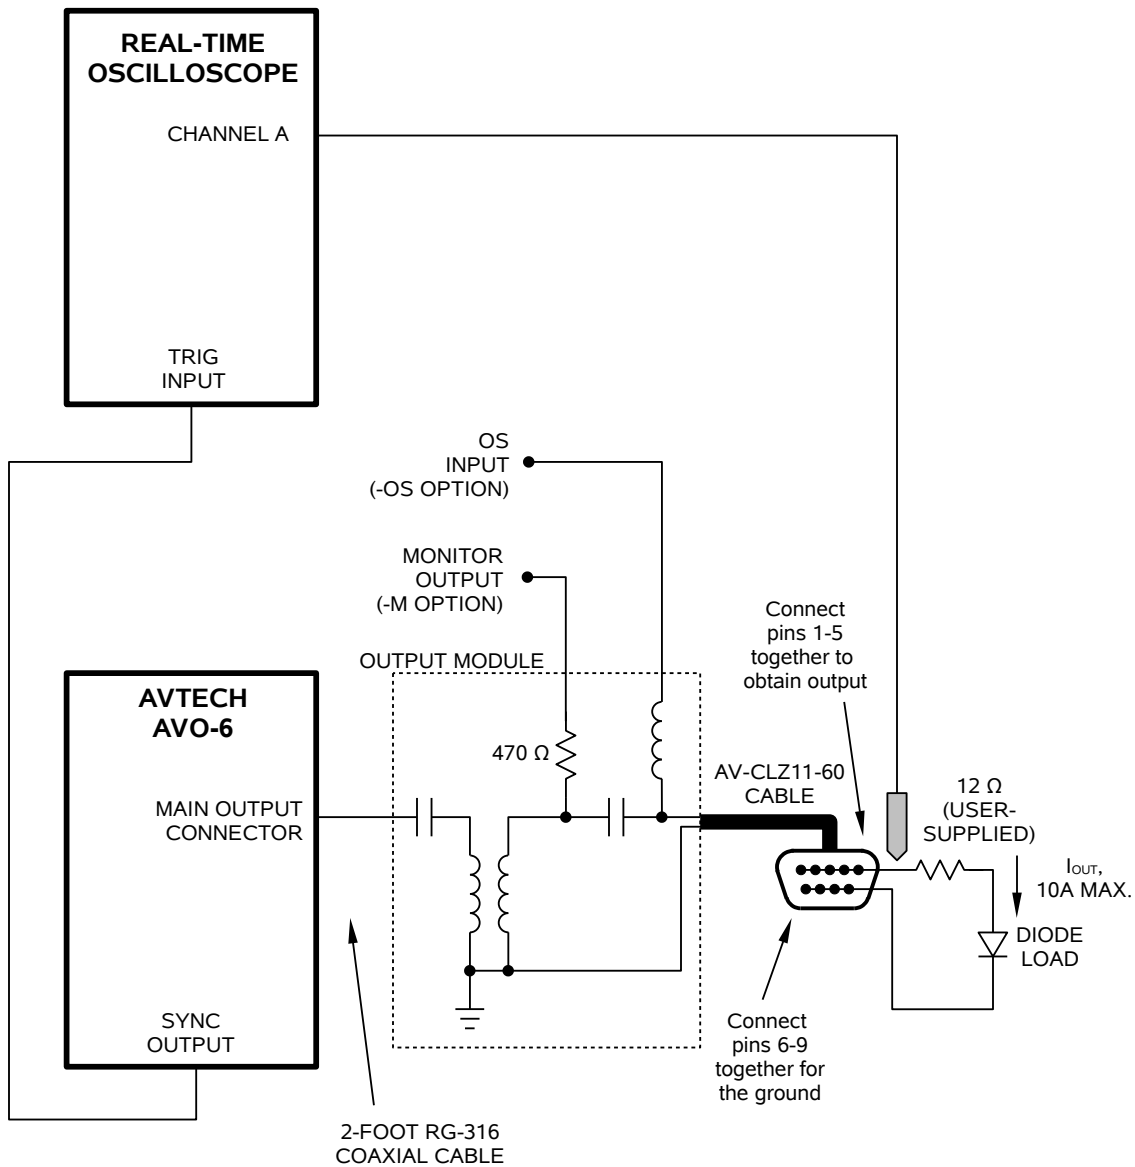 REAL-TIME
OSCILLOSCOPE
CHANNEL A
TRIG
INPUT
OS
INPUT
(-OS OPTION)
MONITOR
OUTPUT
(-M OPTION)
OUTPUT MODULE
470 Ω
AVTECH
AVO-6
MAIN OUTPUT
CONNECTOR
SYNC
OUTPUT
2-FOOT RG-316
COAXIAL CABLE
Connect
pins 1-5
together to
obtain output
AV-CLZ11-60
CABLE
12 Ω
(USER-
SUPPLIED)
IOUT,
10A MAX.
DIODE
LOAD
Connect
pins 6-9
together for
the ground